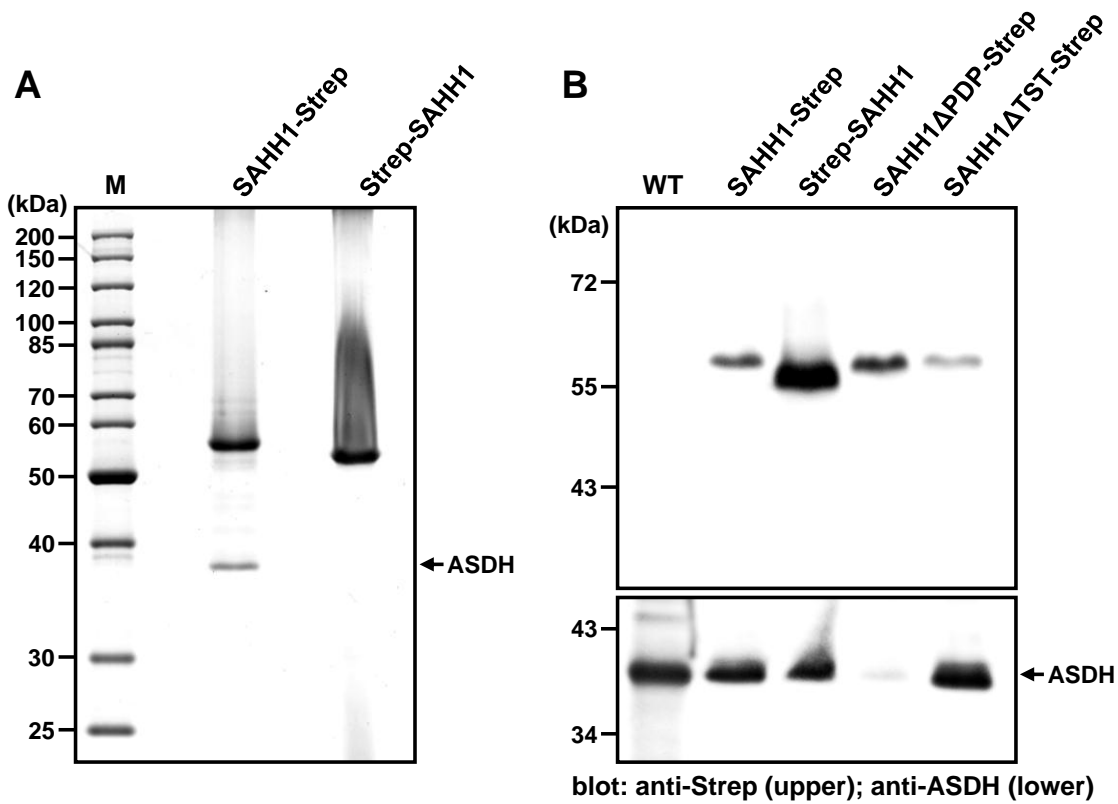 A
SAHH1-Strep
Strep-SAHH1
M
(kDa)
200
150
120
100
85
70
60
50
40
30
25
ASDH
B
WT
SAHH1-Strep
Strep-SAHH1
SAHH1ΔPDP-Strep
SAHH1ΔTST-Strep
(kDa)
72
55
43
43
34
ASDH
blot: anti-Strep (upper); anti-ASDH (lower)